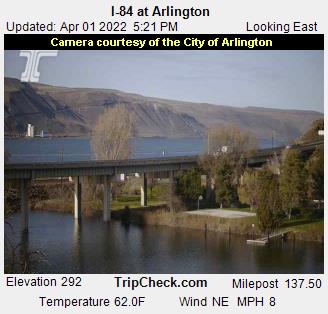 I-84 at Arlington
Updated: Apr 01 2022 5:21 PM Looking East
Camera courtesy of the City of Arlington
Elevation 292 TripCheck.com Milepost 137.50
Temperature 62.0F Wind NE MPH 8